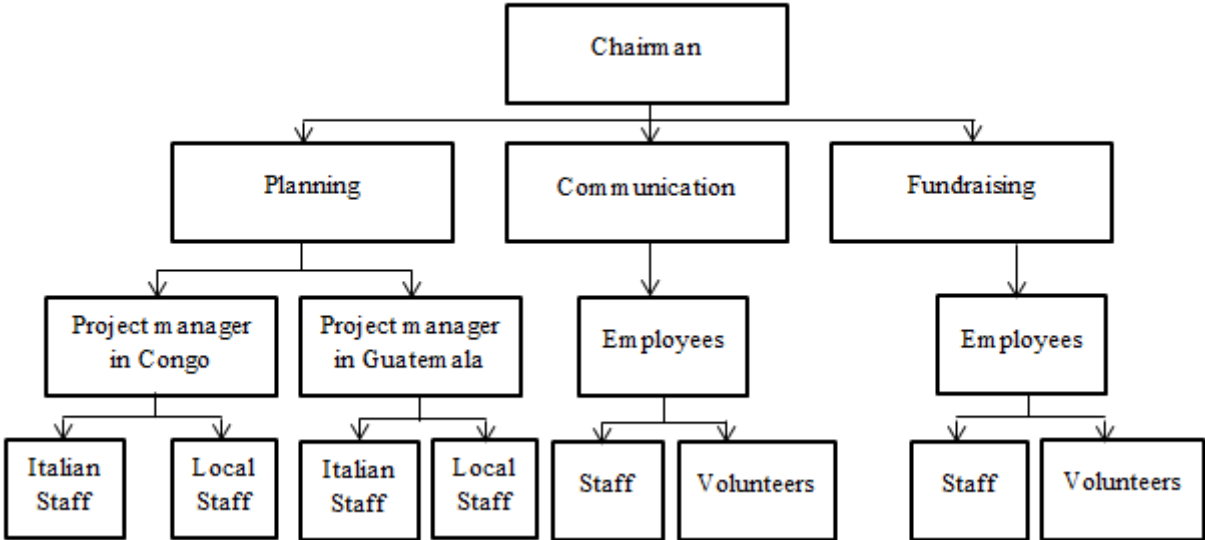 Chairman
Planning
Communication
Fundraising
Project manager
in Congo
Project manager
in Guatemala
Employees
Employees
Italian
Staff
Local
Staff
Italian
Staff
Local
Staff
Staff
Volunteers
Staff
Volunteers